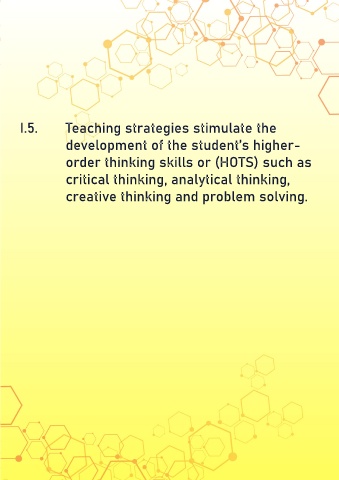 I.5. Teaching strategies stimulate the
development of the student's higher-
order thinking skills or (HOTS) such as
critical thinking, analytical thinking,
creative thinking and problem solving.